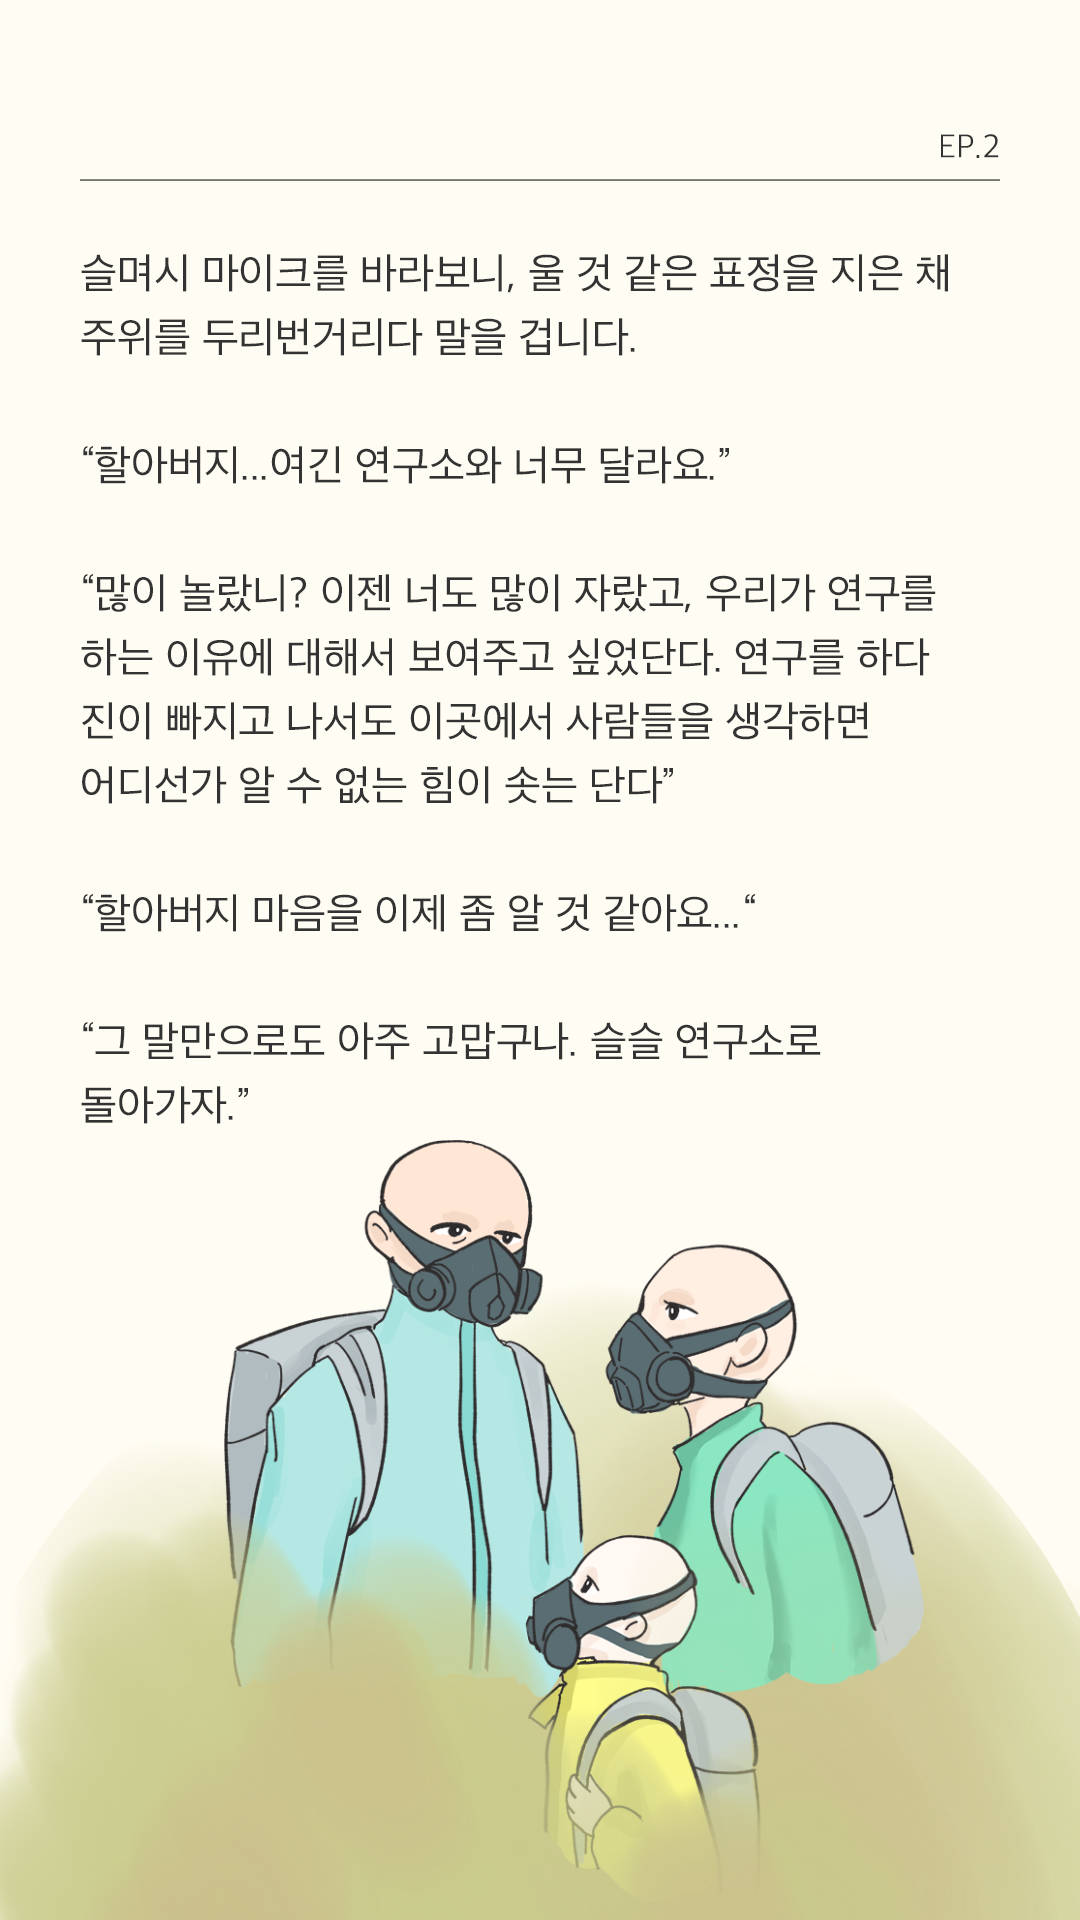 EP.2
슬며시 마이크를 바라보니, 울 것 같은 표정을 지은 채
주위를 두리번거리다 말을 겁니다.
“할아버지...여긴 연구소와 너무 달라요.”
“많이 놀랐니? 이젠 너도 많이 자랐고, 우리가 연구를
하는 이유에 대해서 보여주고 싶었단다. 연구를 하다
진이 빠지고 나서도 이곳에서 사람들을 생각하면
어디선가 알 수 없는 힘이 솟는 단다”
“할아버지 마음을 이제 좀 알 것 같아요...“
“그 말만으로도 아주 고맙구나. 슬슬 연구소로
돌아가자.”